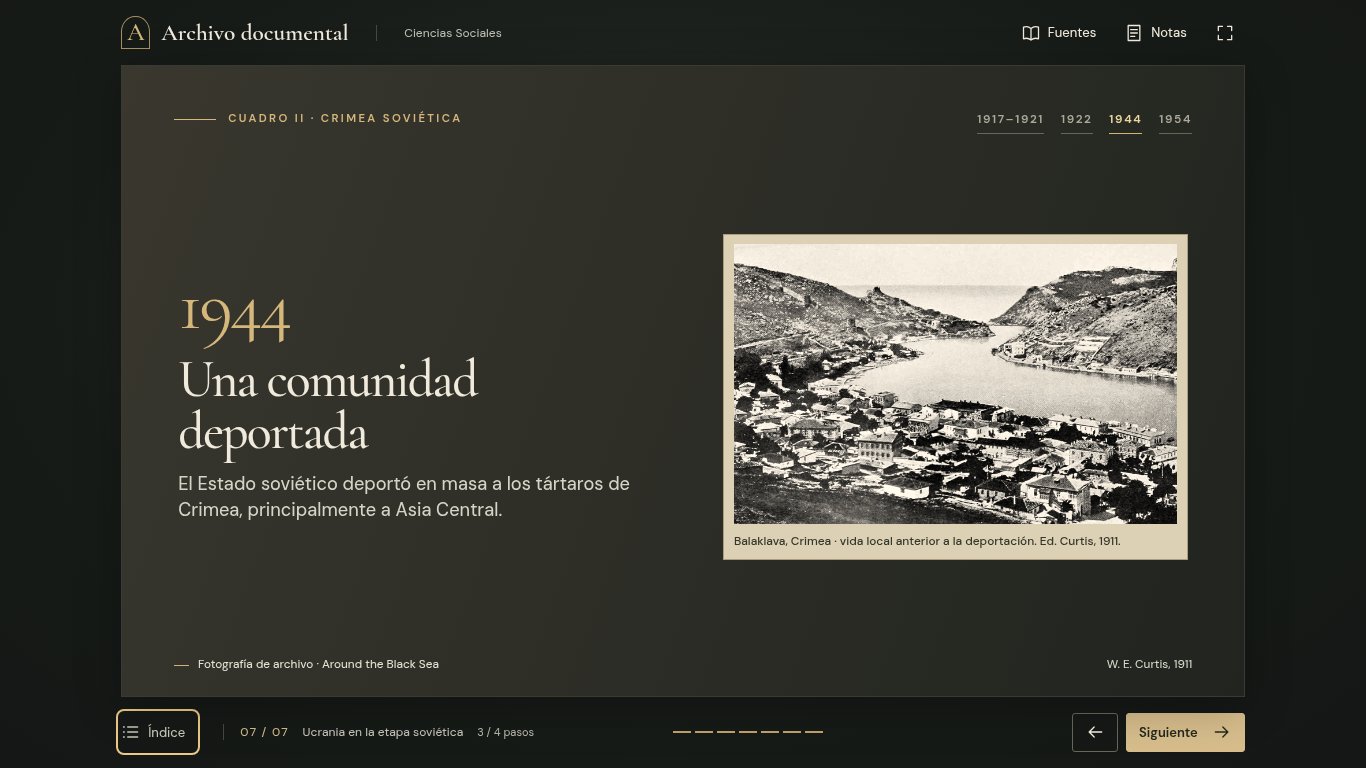 A Archivo documental
Ciencias Sociales
Fuentes
Notas
CUADRO II · CRIMEA SOVIÉTICA
1917–1921 1922 1944 1954
1944
Una comunidad
deportada
El Estado soviético deportó en masa a los tártaros de
Crimea, principalmente a Asia Central.
Balaklava, Crimea · vida local anterior a la deportación. Ed. Curtis, 1911.
Fotografía de archivo · Around the Black Sea
W. E. Curtis, 1911
Índice
07 / 07 Ucrania en la etapa soviética 3 / 4 pasos
Siguiente